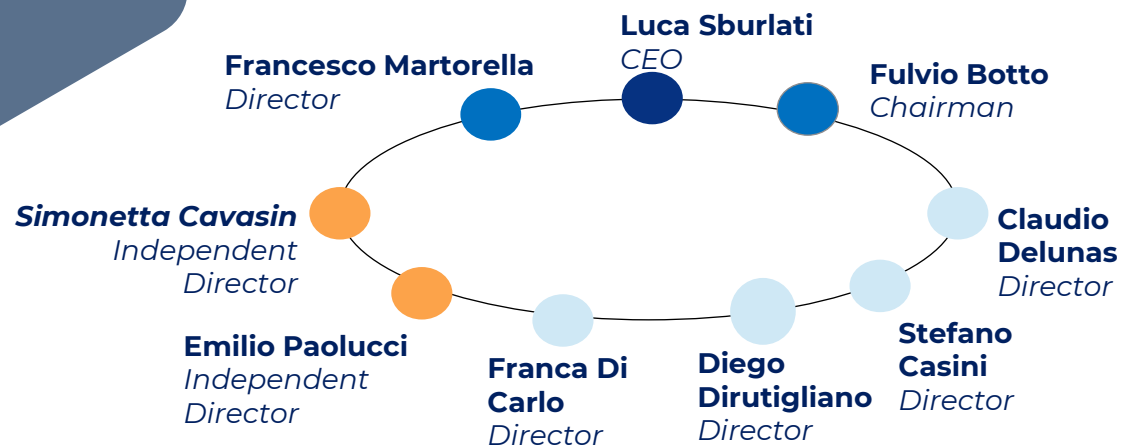 Luca Sburlati
CEO
Francesco Martorella
Director
Fulvio Botto
Chairman
Simonetta Cavasin
Independent
Director
Claudio
Delunas
Director
Emilio Paolucci
Independent
Director
Franca Di
Carlo
Director
Diego
Dirutigliano
Director
Stefano
Casini
Director